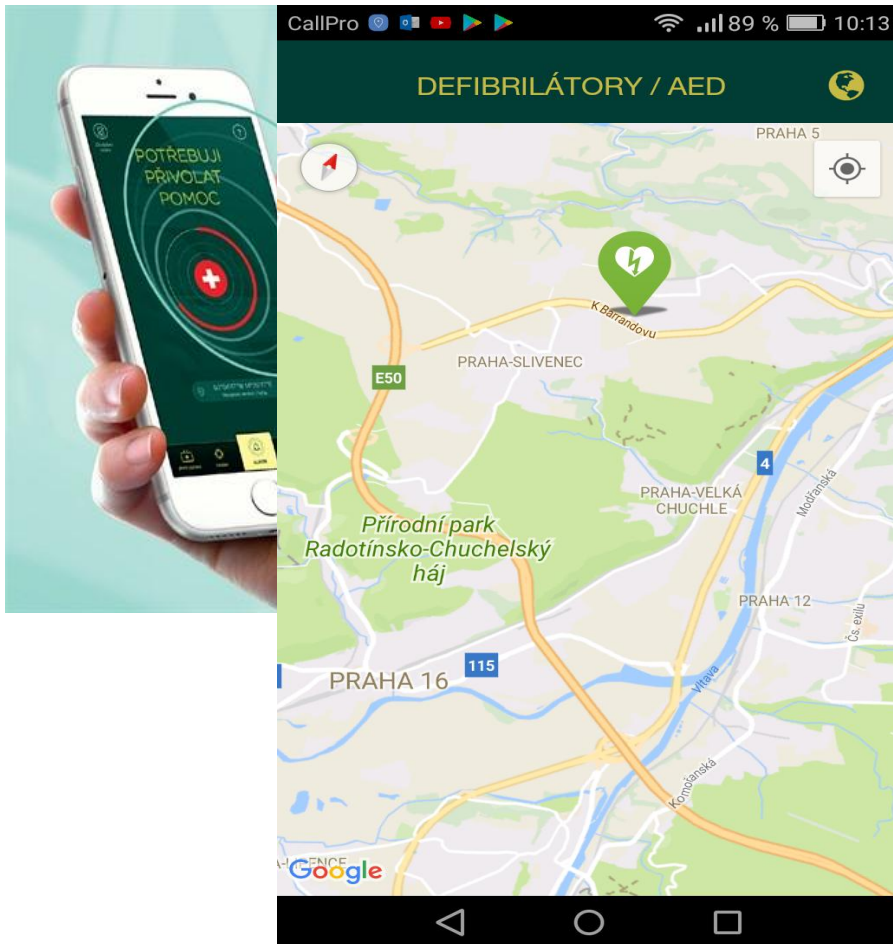 POTŘEBUJI
PŘIVOLAT
POMOC
CallPro
89 %
10:13
DEFIBRILÁTORY / AED
PRAHA 5
K Barrandovu
PRAHA-SLIVENEC
E50
4
PRAHA-VELKÁ
CHUCHLE
Modřanská
Přírodní park
Radotínsko-Chuchelský
háj
PRAHA 12
Čs. exilu
115
PRAHA 16
Vltava
Komořanská
Google